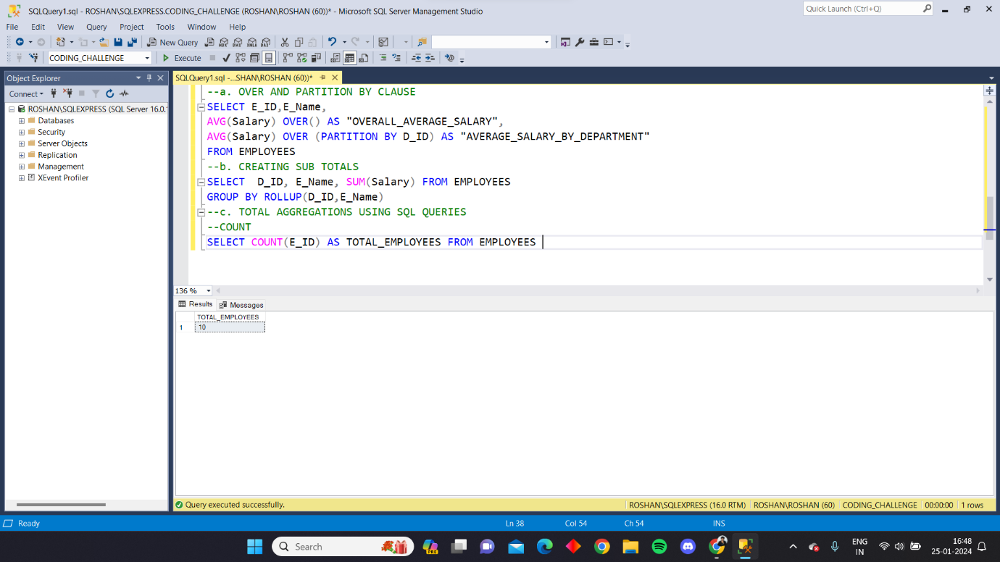 SQLQuery1.sql - ROSHAN\SQLEXPRESS.CODING_CHALLENGE (ROSHAN\ROSHAN (60))* - Microsoft SQL Server Management Studio
Quick Launch (Ctrl+Q)
File Edit View Query Project Tools Window Help
New Query
CODING_CHALLENGE
Execute
Object Explorer
Connect
ROSHAN\SQLEXPRESS (SQL Server 16.0.1
Databases
Security
Server Objects
Replication
Management
XEvent Profiler
SQLQuery1.sql -...SHAN\ROSHAN (60))*
--a. OVER AND PARTITION BY CLAUSE
SELECT E_ID,E_Name,
AVG(Salary) OVER() AS "OVERALL_AVERAGE_SALARY",
AVG(Salary) OVER (PARTITION BY D_ID) AS "AVERAGE_SALARY_BY_DEPARTMENT"
FROM EMPLOYEES
--b. CREATING SUB TOTALS
SELECT  D_ID, E_Name, SUM(Salary) FROM EMPLOYEES
GROUP BY ROLLUP(D_ID,E_Name)
--c. TOTAL AGGREGATIONS USING SQL QUERIES
--COUNT
SELECT COUNT(E_ID) AS TOTAL_EMPLOYEES FROM EMPLOYEES
136 %
Results Messages
TOTAL_EMPLOYEES
1 10
Query executed successfully.
ROSHAN\SQLEXPRESS (16.0 RTM) ROSHAN\ROSHAN (60) CODING_CHALLENGE 00:00:00 1 rows
Ready Ln 38 Col 54 Ch 54 INS
Search
PRE
ENG
IN
16:48
25-01-2024